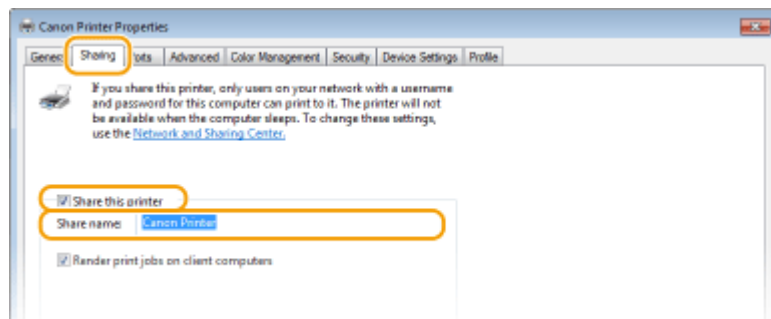 Canon Printer Properties
General Sharing Ports Advanced Color Management Security Device Settings Profile
If you share this printer, only users on your network with a username
and password for this computer can print to it. The printer will not
be available when the computer sleeps. To change these settings,
use the Network and Sharing Center.
Share this printer
Share name: Canon Printer
Render print jobs on client computers